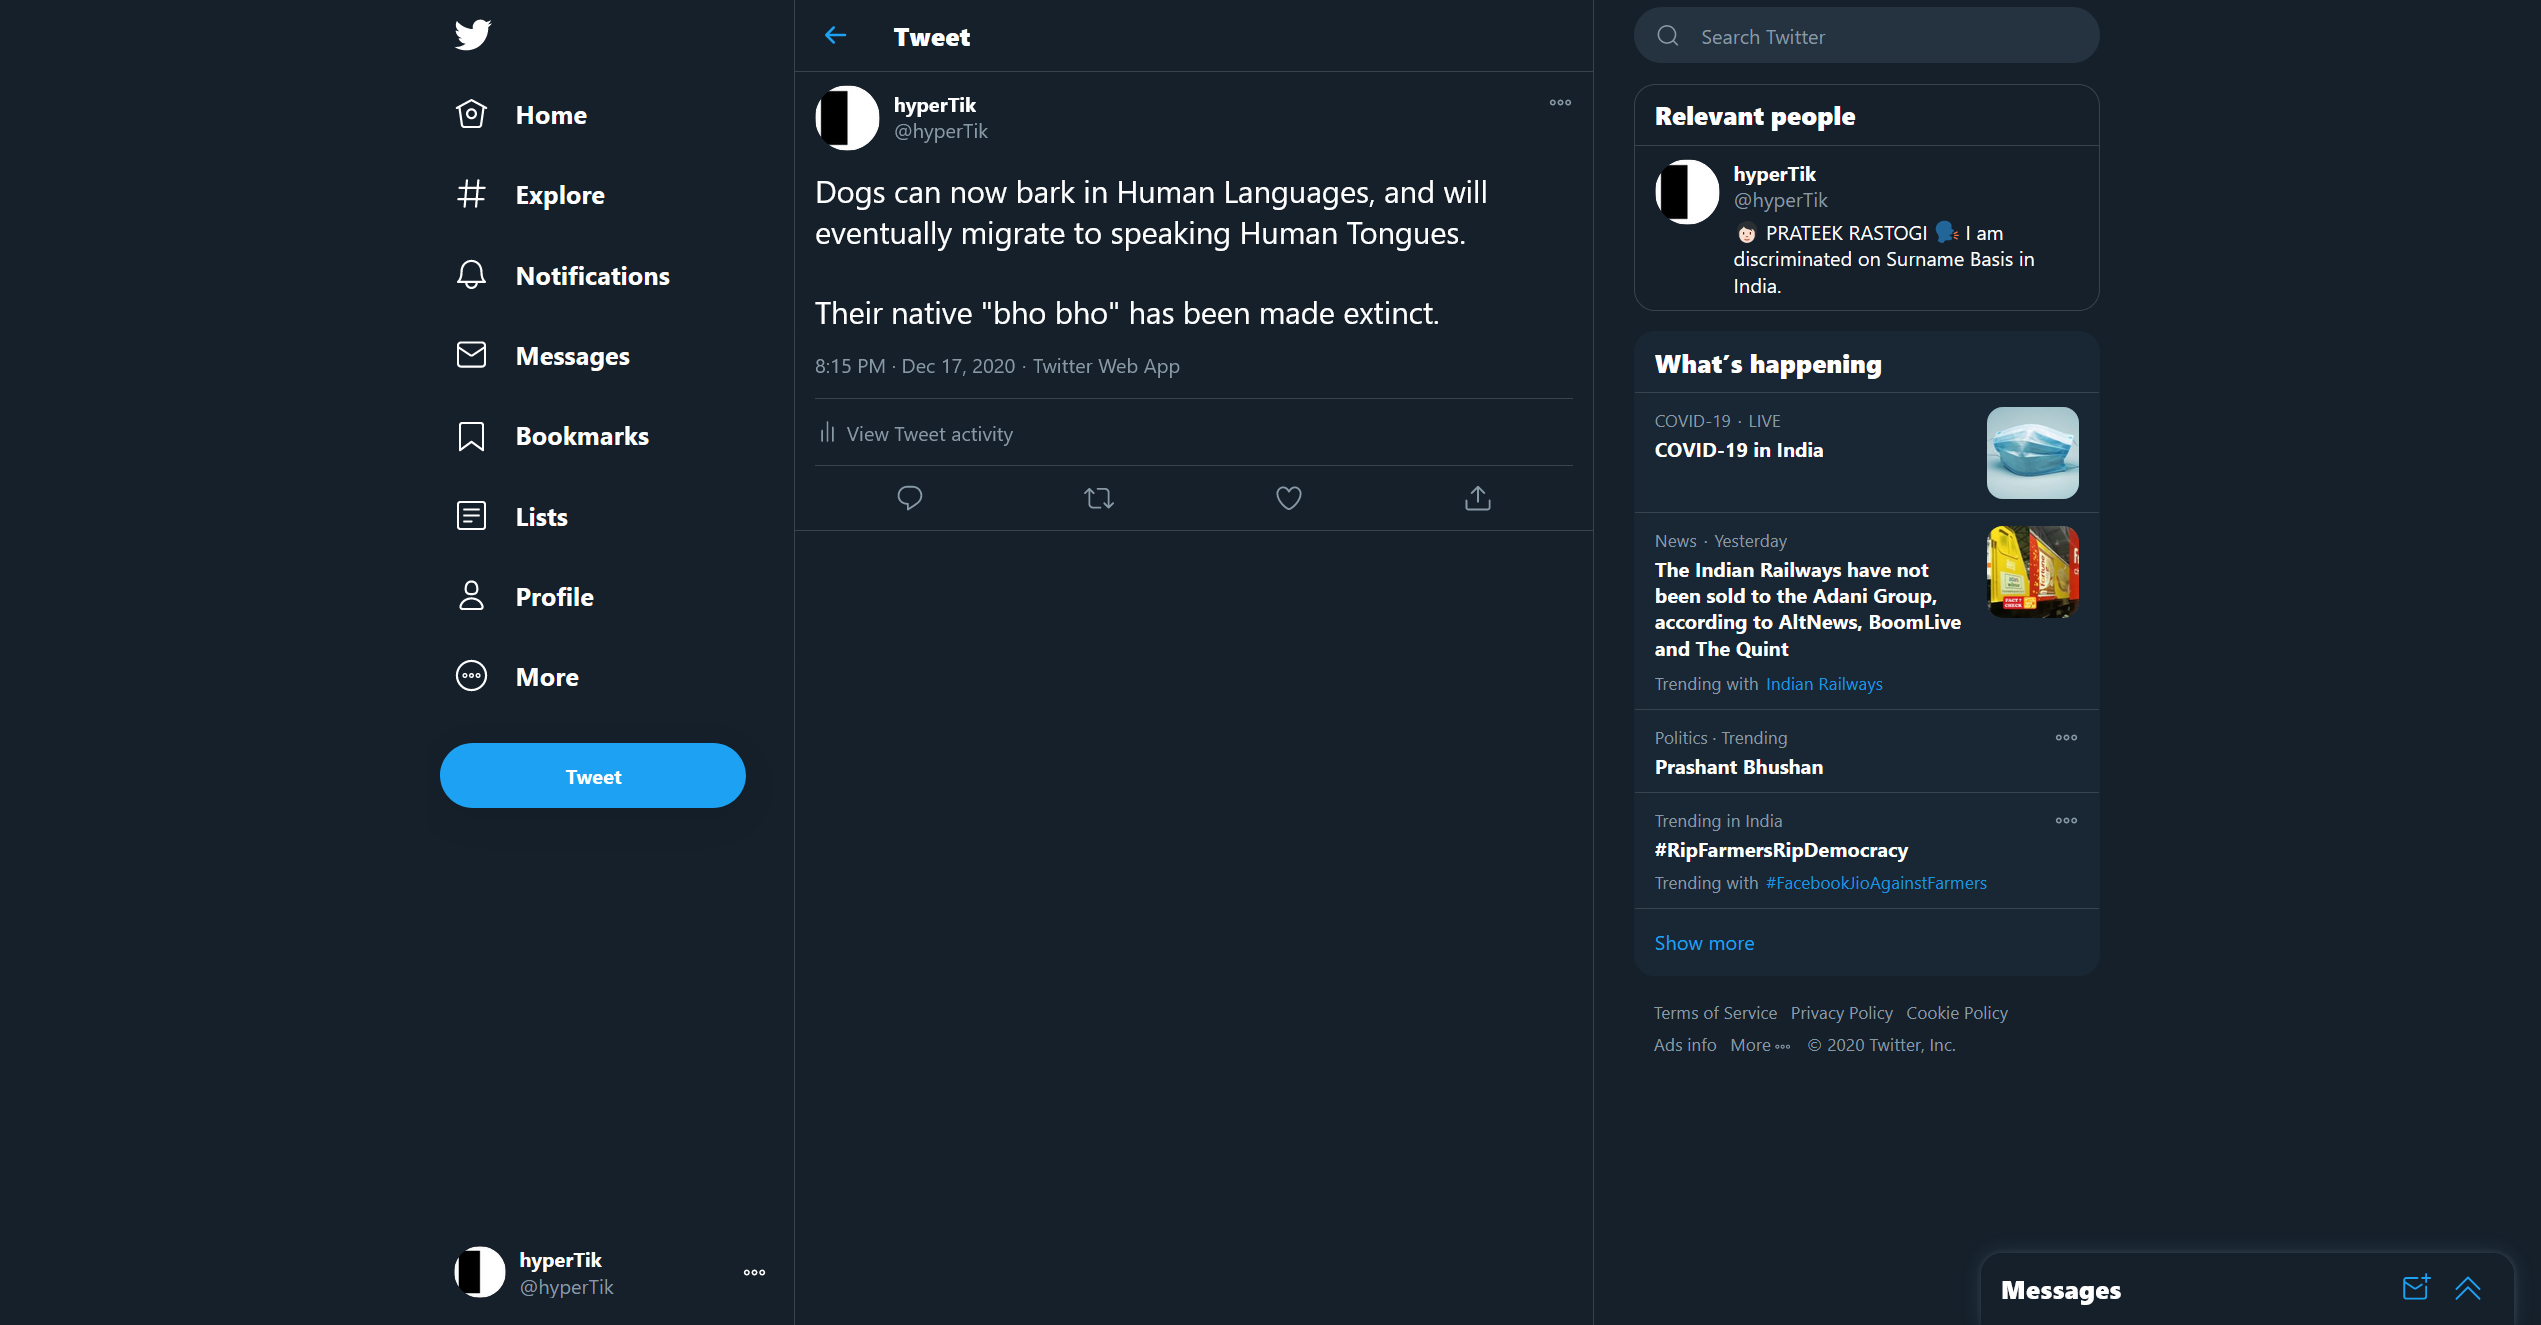 Home
Explore
Notifications
Messages
Bookmarks
Lists
Profile
More
Tweet
hyperTik
@hyperTik
Tweet
hyperTik
@hyperTik
Dogs can now bark in Human Languages, and will
eventually migrate to speaking Human Tongues.
Their native "bho bho" has been made extinct.
8:15 PM · Dec 17, 2020 · Twitter Web App
View Tweet activity
Search Twitter
Relevant people
hyperTik
@hyperTik
PRATEEK RASTOGI I am
discriminated on Surname Basis in
India.
What's happening
COVID-19 · LIVE
COVID-19 in India
News · Yesterday
The Indian Railways have not
been sold to the Adani Group,
according to AltNews, BoomLive
and The Quint
Trending with Indian Railways
FACT
CHECK
Politics · Trending
Prashant Bhushan
Trending in India
#RipFarmersRipDemocracy
Trending with #FacebookJioAgainstFarmers
Show more
Terms of Service Privacy Policy Cookie Policy
Ads info More © 2020 Twitter, Inc.
Messages